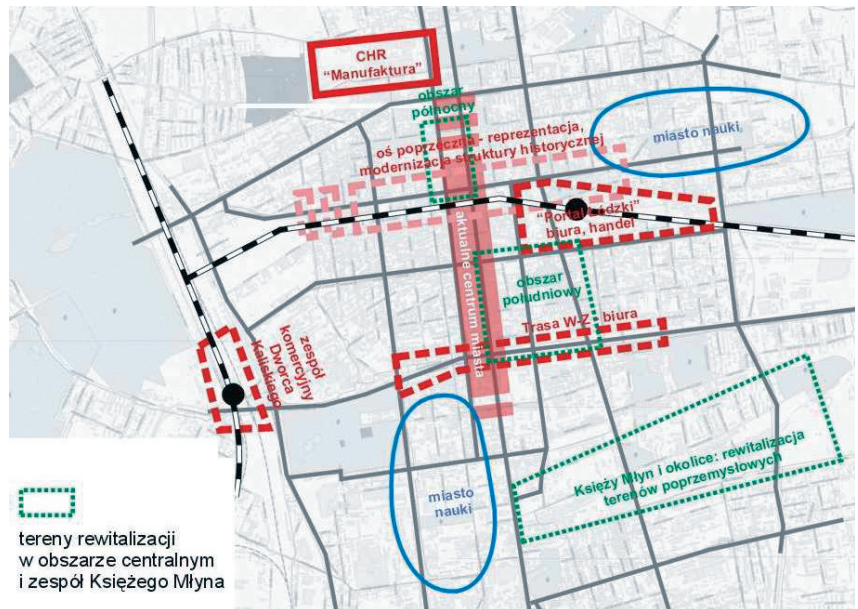 CHR
"Manufaktura"
obszar
północny
oś poprzeczna - reprezentacja,
modernizacja struktury historycznej
miasto nauki
"Portal Łódzki"
biura, handel
aktualne centrum miasta
obszar
południowy
Trasa W-Z biura
zespół
komercyjny
Dworca
Kaliskiego
miasto
nauki
Księży Młyn i okolice: rewitalizacja
terenów poprzemysłowych
tereny rewitalizacji
w obszarze centralnym
i zespół Księżego Młyna